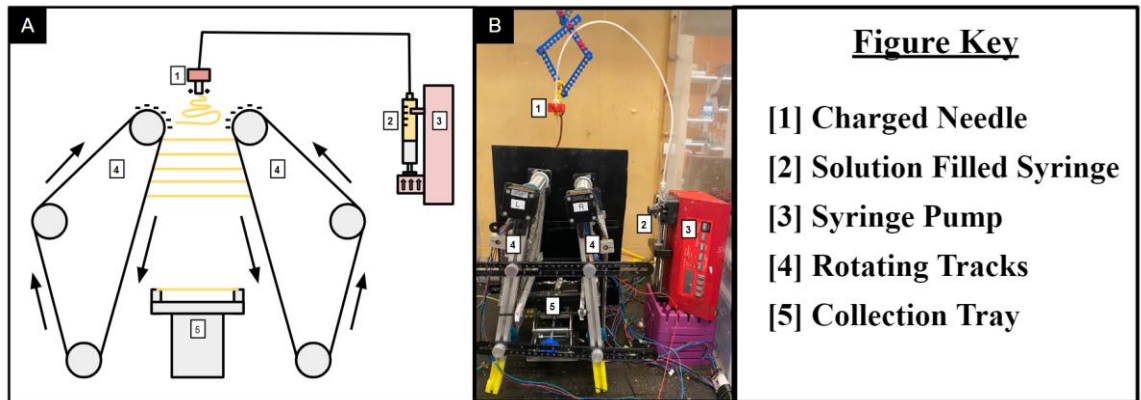 A
1
2
3
4
4
5
B
1
L
R
2
3
4
4
5
Figure Key
[1] Charged Needle
[2] Solution Filled Syringe
[3] Syringe Pump
[4] Rotating Tracks
[5] Collection Tray